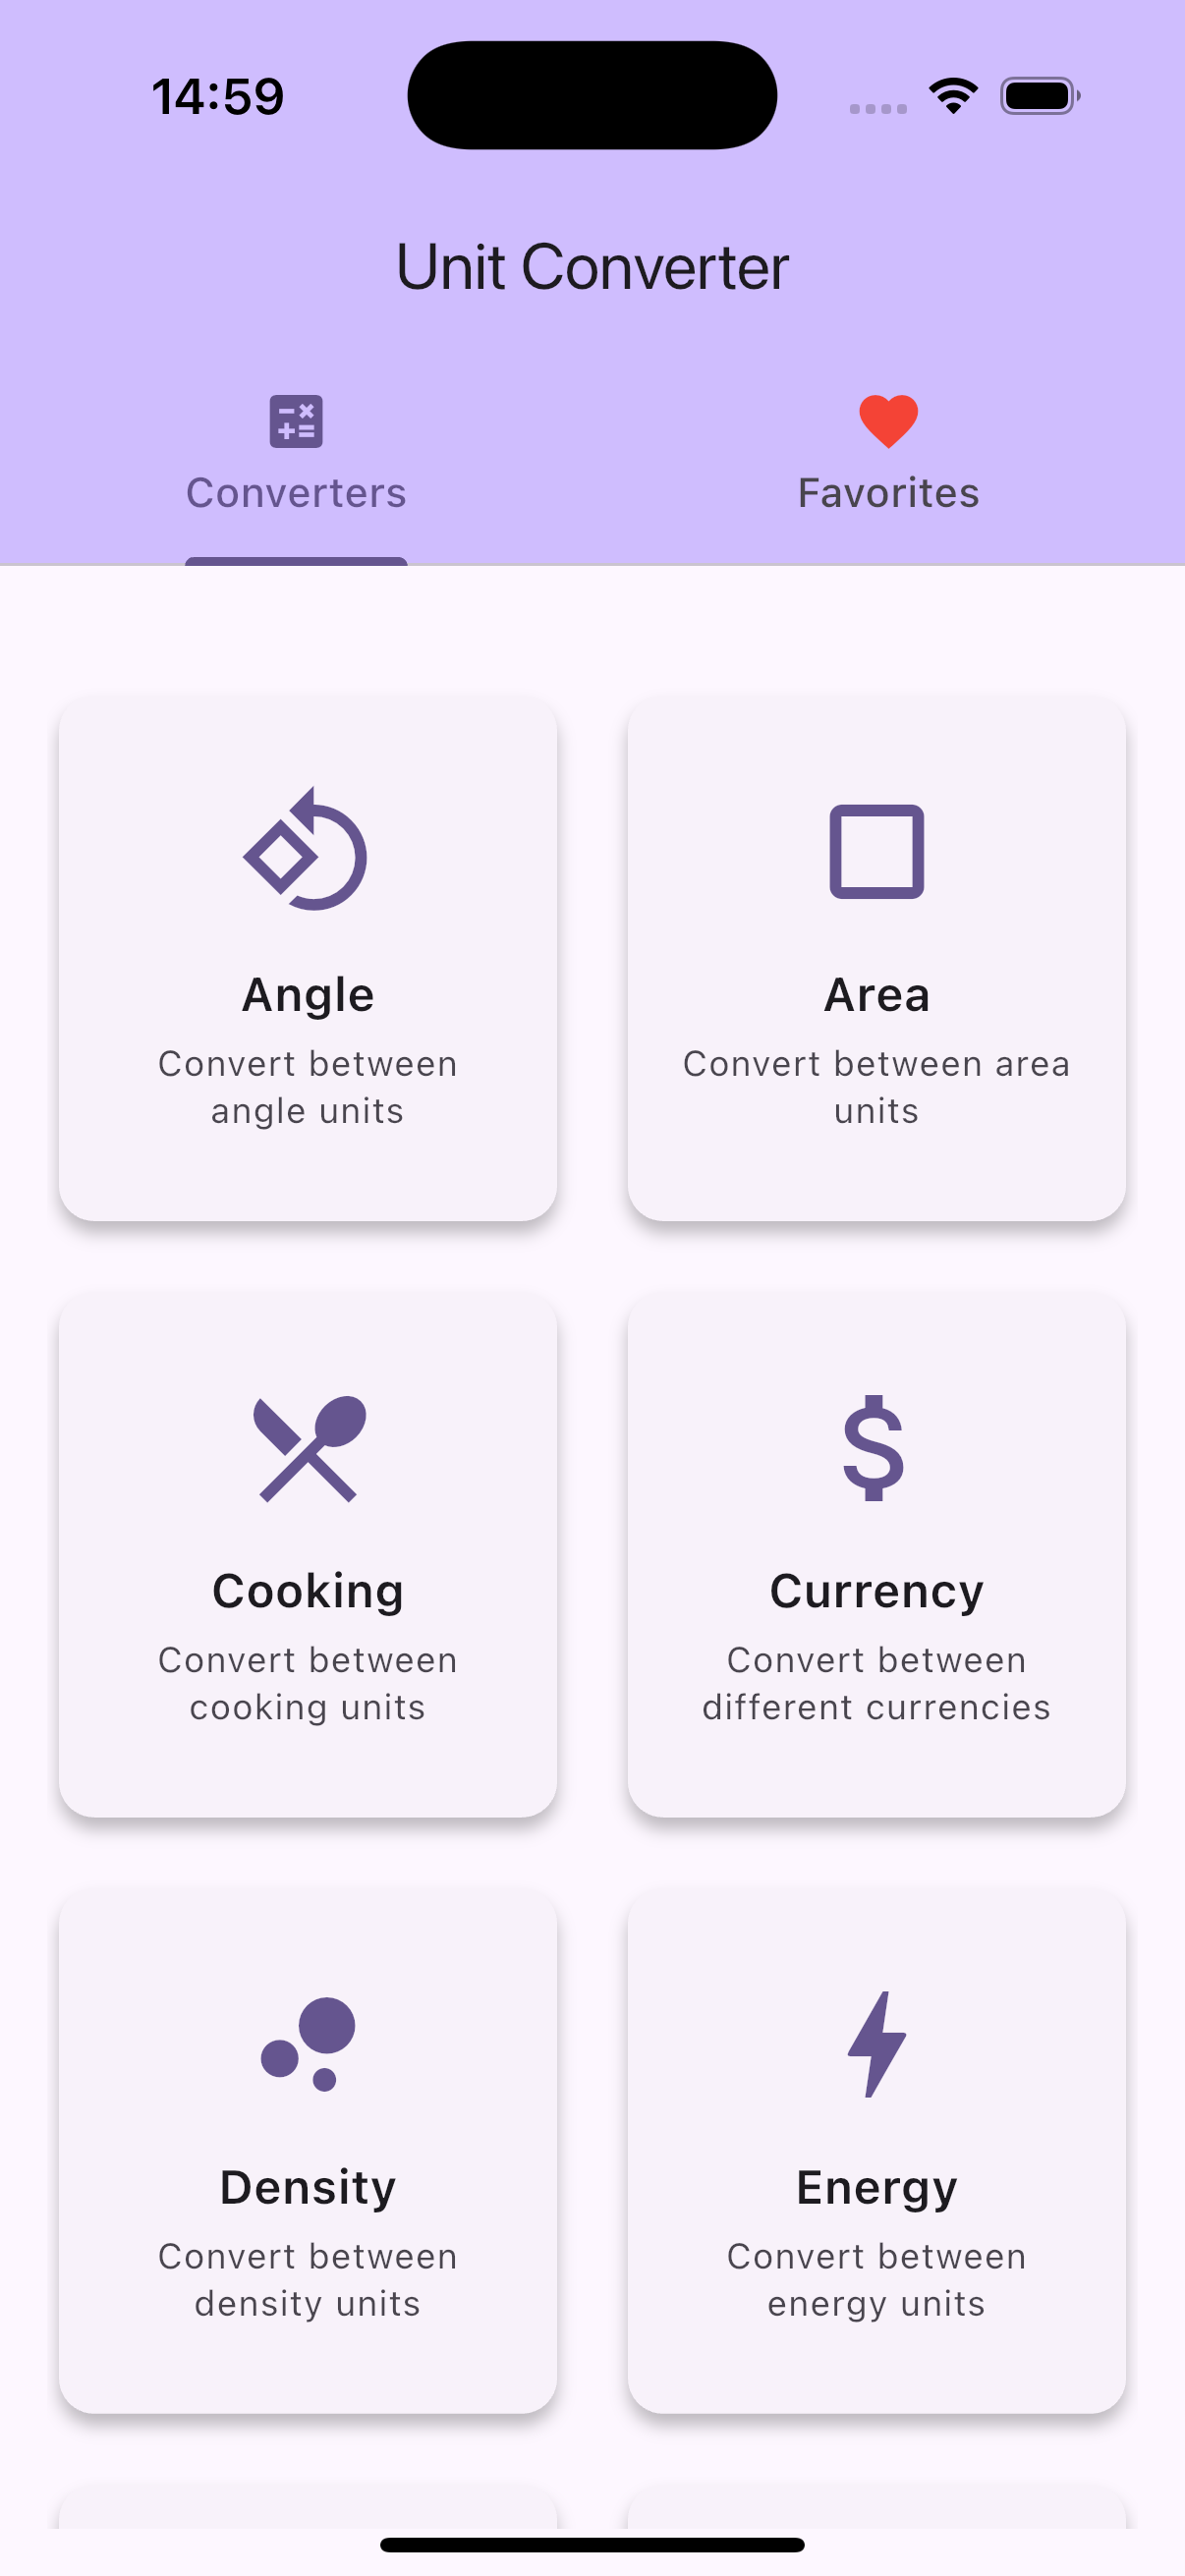 14:59
Unit Converter
Converters
Favorites
Angle
Convert between
angle units
Area
Convert between area
units
Cooking
Convert between
cooking units
Currency
Convert between
different currencies
Density
Convert between
density units
Energy
Convert between
energy units